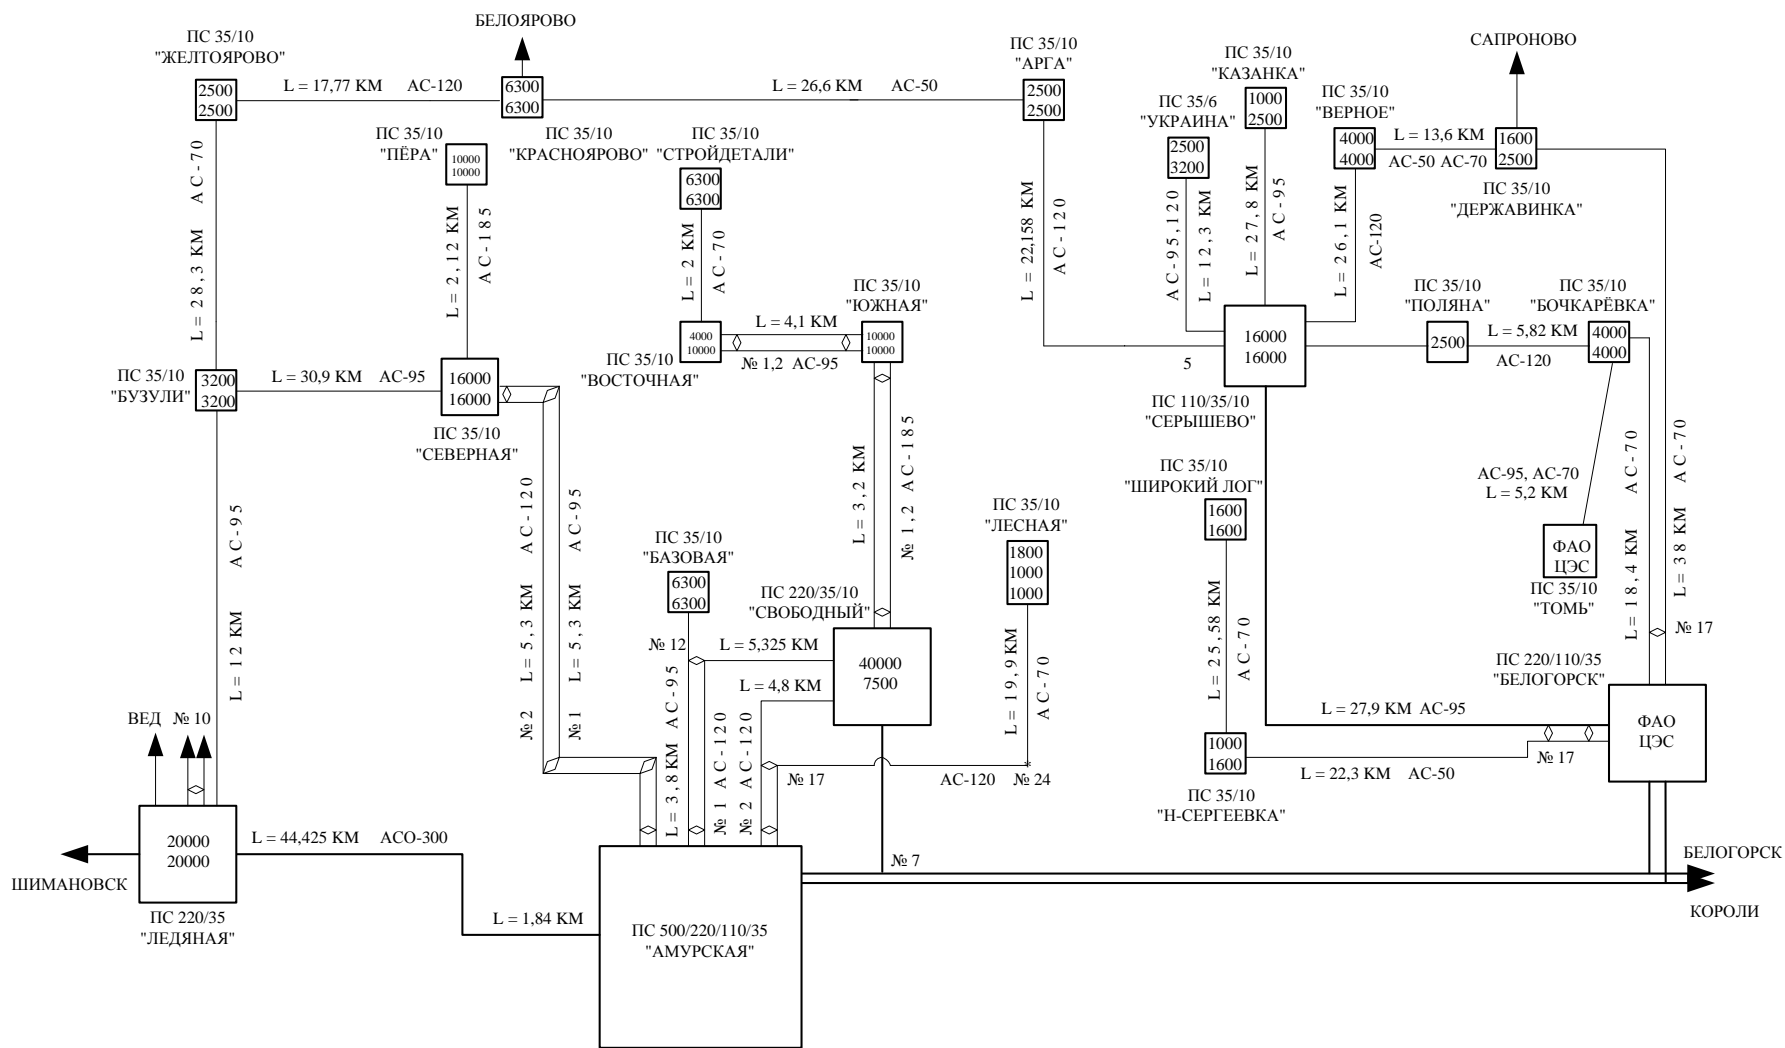 БЕЛОЯРОВО
ПС 35/10
"ЖЕЛТОЯРОВО"
2500
2500
L = 17,77 КМ АС-120
6300
6300
L = 26,6 КМ АС-50
ПС 35/10
"АРГА"
2500
2500
ПС 35/10
"КРАСНОЯРОВО"
ПС 35/10
"ПЁРА"
10000
10000
ПС 35/10
"СТРОЙДЕТАЛИ"
6300
6300
ПС 35/6
"УКРАИНА"
2500
3200
ПС 35/10
"КАЗАНКА"
1000
2500
ПС 35/10
"ВЕРНОЕ"
4000
4000
САПРОНОВО
L = 13,6 КМ
АС-50 АС-70
1600
2500
ПС 35/10
"ДЕРЖАВИНКА"
L = 28,3 КМ АС-70
L = 2,12 КМ
АС-185
L = 2 КМ
АС-70
L = 22,158 КМ
АС-120
АС-95,120
L = 12,3 КМ
L = 27,8 КМ
АС-95
L = 26,1 КМ
АС-120
ПС 35/10
"ЮЖНАЯ"
10000
10000
L = 4,1 КМ
№ 1,2 АС-95
4000
10000
ПС 35/10
"ВОСТОЧНАЯ"
ПС 35/10
"БУЗУЛИ"
3200
3200
L = 30,9 КМ АС-95
16000
16000
ПС 35/10
"СЕВЕРНАЯ"
5
16000
16000
ПС 110/35/10
"СЕРЫШЕВО"
ПС 35/10
"ПОЛЯНА"
2500
L = 5,82 КМ
АС-120
ПС 35/10
"БОЧКАРЁВКА"
4000
4000
L = 12 КМ АС-95
№ 2 L = 5,3 КМ АС-120
№ 1 L = 5,3 КМ АС-95
L = 3,2 КМ
№ 1,2 АС-185
ПС 35/10
"БАЗОВАЯ"
6300
6300
ПС 35/10
"ЛЕСНАЯ"
1800
1000
1000
ПС 35/10
"ШИРОКИЙ ЛОГ"
1600
1600
АС-95, АС-70
L = 5,2 КМ
ФАО
ЦЭС
ПС 35/10
"ТОМЬ"
L = 18,4 КМ АС-70
L = 38 КМ АС-70
№ 17
ПС 220/35/10
"СВОБОДНЫЙ"
40000
7500
№ 12
L = 5,325 КМ
L = 4,8 КМ
L = 3,8 КМ АС-95
№ 1 АС-120
№ 2 АС-120
L = 19,9 КМ
АС-70
№ 17
АС-120 № 24
L = 25,58 КМ
АС-70
ПС 220/110/35
"БЕЛОГОРСК"
ФАО
ЦЭС
L = 27,9 КМ АС-95
№ 17
1000
1600
L = 22,3 КМ АС-50
ПС 35/10
"Н-СЕРГЕЕВКА"
ВЕД № 10
20000
20000
ШИМАНОВСК
ПС 220/35
"ЛЕДЯНАЯ"
L = 44,425 КМ АСО-300
L = 1,84 КМ
ПС 500/220/110/35
"АМУРСКАЯ"
№ 7
БЕЛОГОРСК
КОРОЛИ